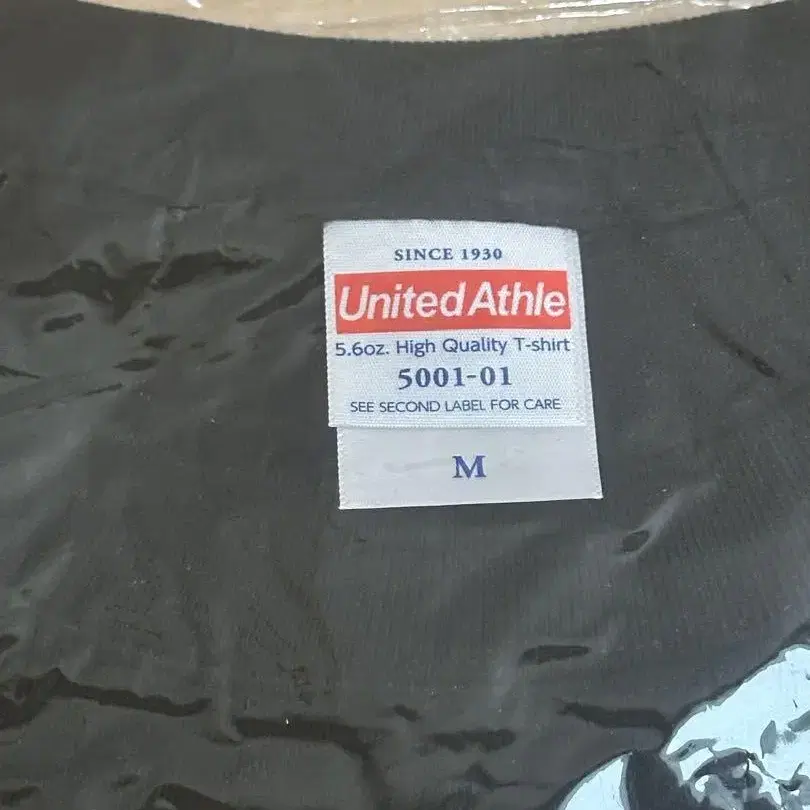 SINCE 1930
United Athle
5.6oz. High Quality T-shirt
5001-01
SEE SECOND LABEL FOR CARE
M